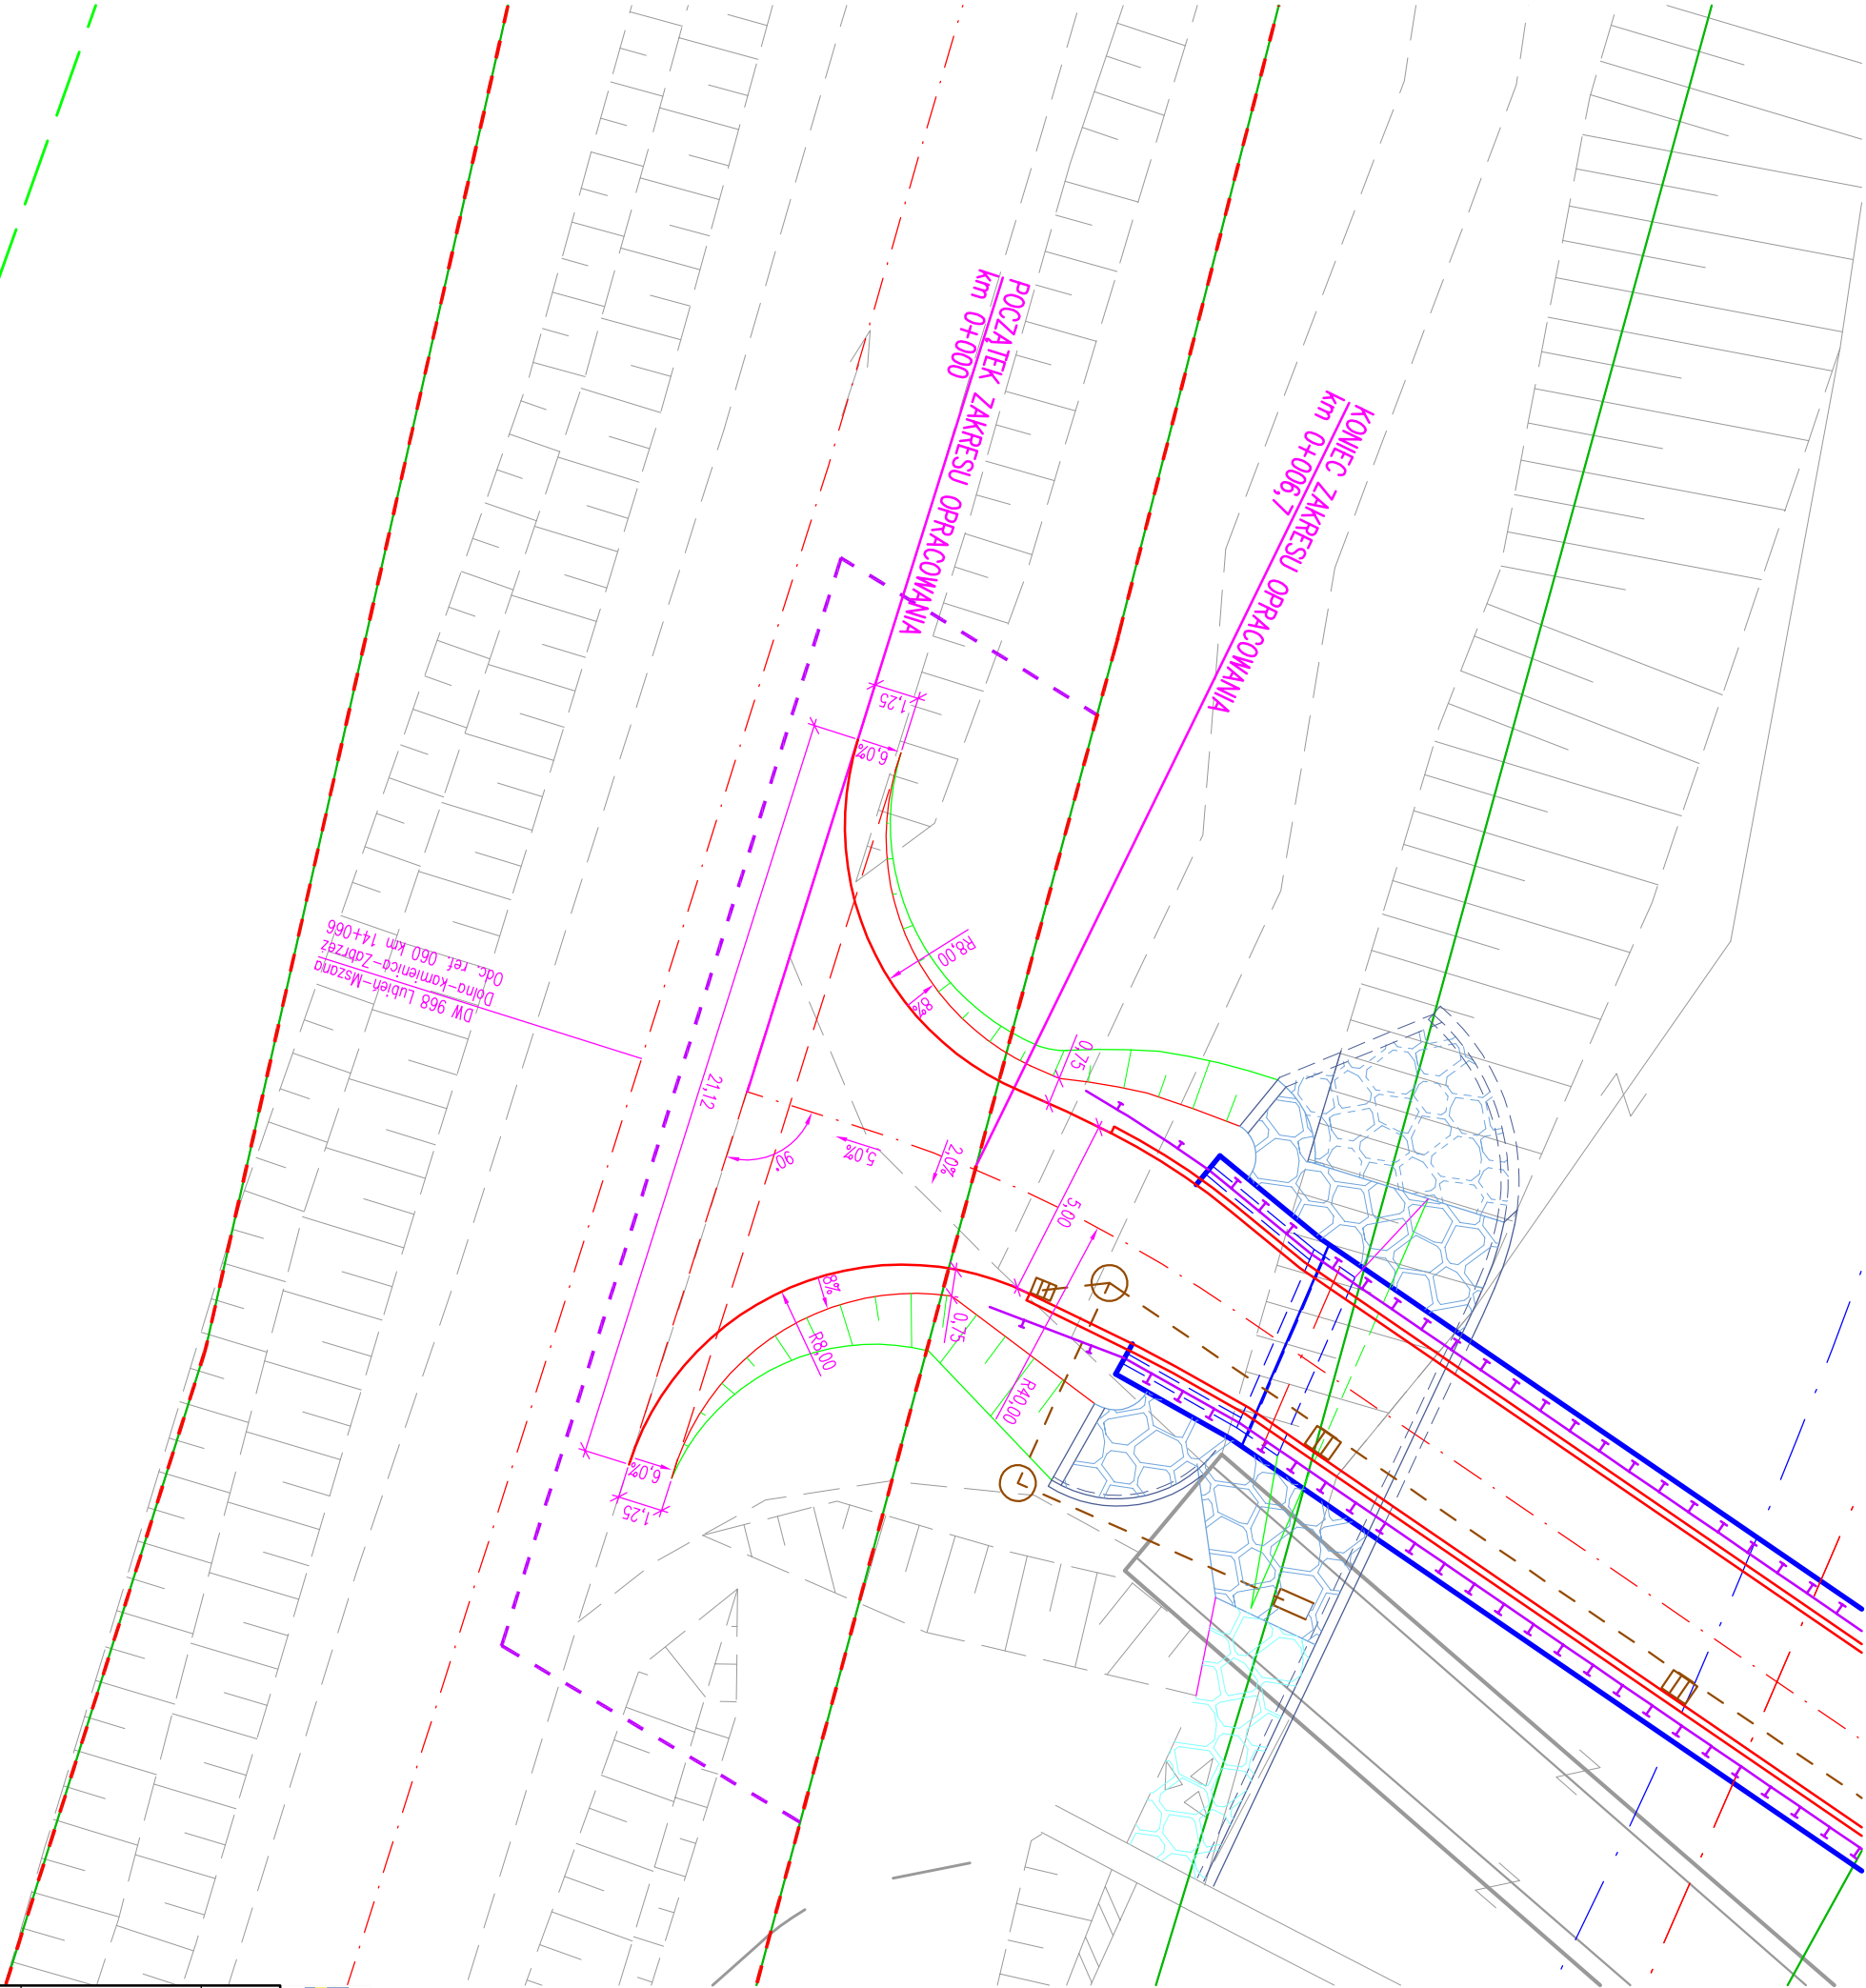 POCZĄTEK ZAKRESU OPRACOWANIA
km 0+000
KONIEC ZAKRESU OPRACOWANIA
km 0+006,7
1,25
6,0%
DW 968 Lubień-Mszana
Dolna-Kamienica-Zabrzeż
Odc. ref. 060 km 14+066
R8,00
8%
0,75
21,12
90°
5,0%
2,0%
5,00
8%
R8,00
0,75
R40,00
6,0%
1,25